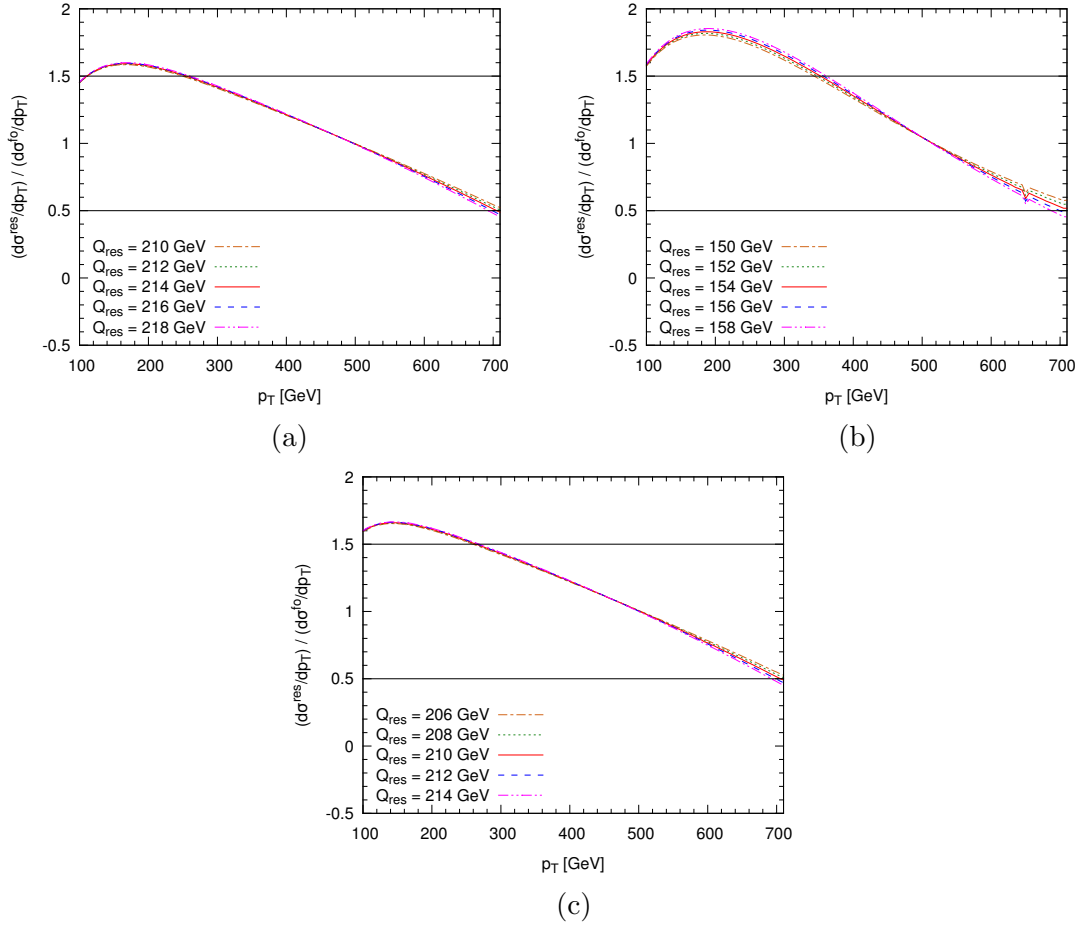 2
1.5
1
0.5
0
-0.5
(dσ^res/dp_T) / (dσ^fo/dp_T)
Q_res = 210 GeV
Q_res = 212 GeV
Q_res = 214 GeV
Q_res = 216 GeV
Q_res = 218 GeV
100 200 300 400 500 600 700
p_T [GeV]
(a)
2
1.5
1
0.5
0
-0.5
(dσ^res/dp_T) / (dσ^fo/dp_T)
Q_res = 150 GeV
Q_res = 152 GeV
Q_res = 154 GeV
Q_res = 156 GeV
Q_res = 158 GeV
100 200 300 400 500 600 700
p_T [GeV]
(b)
2
1.5
1
0.5
0
-0.5
(dσ^res/dp_T) / (dσ^fo/dp_T)
Q_res = 206 GeV
Q_res = 208 GeV
Q_res = 210 GeV
Q_res = 212 GeV
Q_res = 214 GeV
100 200 300 400 500 600 700
p_T [GeV]
(c)